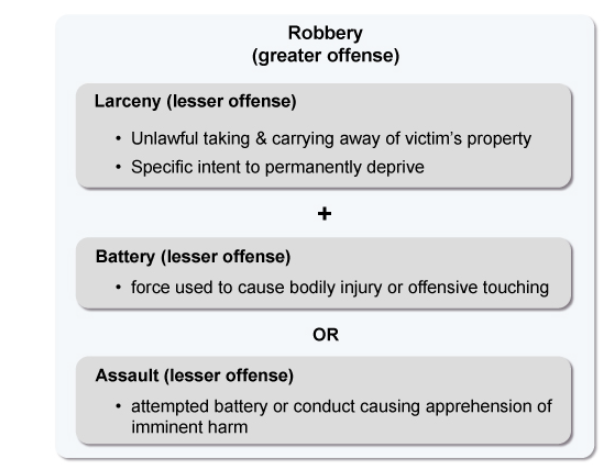 Robbery
(greater offense)
Larceny (lesser offense)
• Unlawful taking & carrying away of victim's property
• Specific intent to permanently deprive
+
Battery (lesser offense)
• force used to cause bodily injury or offensive touching
OR
Assault (lesser offense)
• attempted battery or conduct causing apprehension of
imminent harm